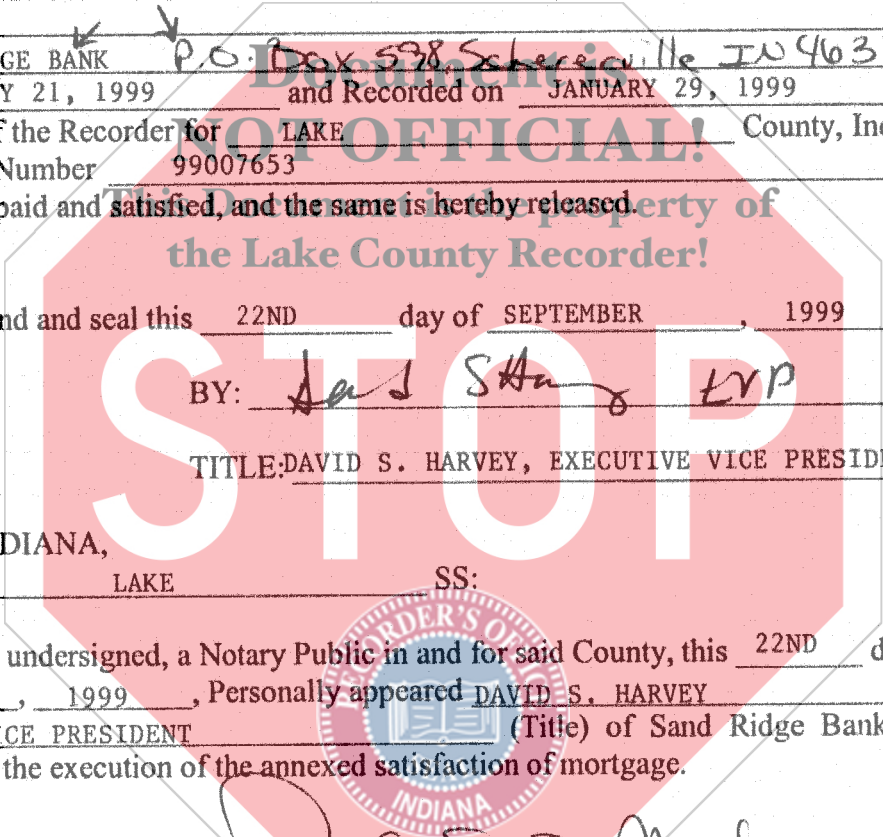 GE BANK P.O. Box 598, Schererville IN 463
Document is
Y 21, 1999 and Recorded on JANUARY 29, 1999
f the Recorder for LAKE County, Ind
NOT OFFICIAL!
Number 99007653
paid and satisfied, and the same is hereby released.
This Document is the property of
the Lake County Recorder!
nd and seal this 22ND day of SEPTEMBER, 1999
STOP
BY: EVP
TITLE: DAVID S. HARVEY, EXECUTIVE VICE PRESIDE
DIANA,
LAKE SS:
RECORDER'S OFFICE
undersigned, a Notary Public in and for said County, this 22ND d
, 1999, Personally appeared DAVID S. HARVEY
CE PRESIDENT (Title) of Sand Ridge Bank
the execution of the annexed satisfaction of mortgage.
INDIANA